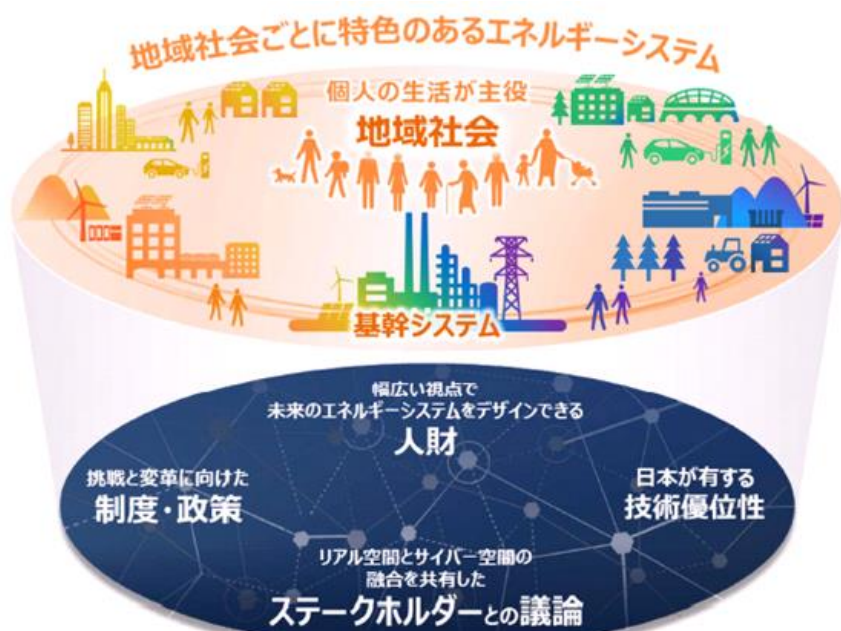 地域社会ごとに特色のあるエネルギーシステム
個人の生活が主役
地域社会
基幹システム
幅広い視点で
未来のエネルギーシステムをデザインできる
人財
挑戦と変革に向けた
制度・政策
日本が有する
技術優位性
リアル空間とサイバー空間の
融合を共有した
ステークホルダーとの議論